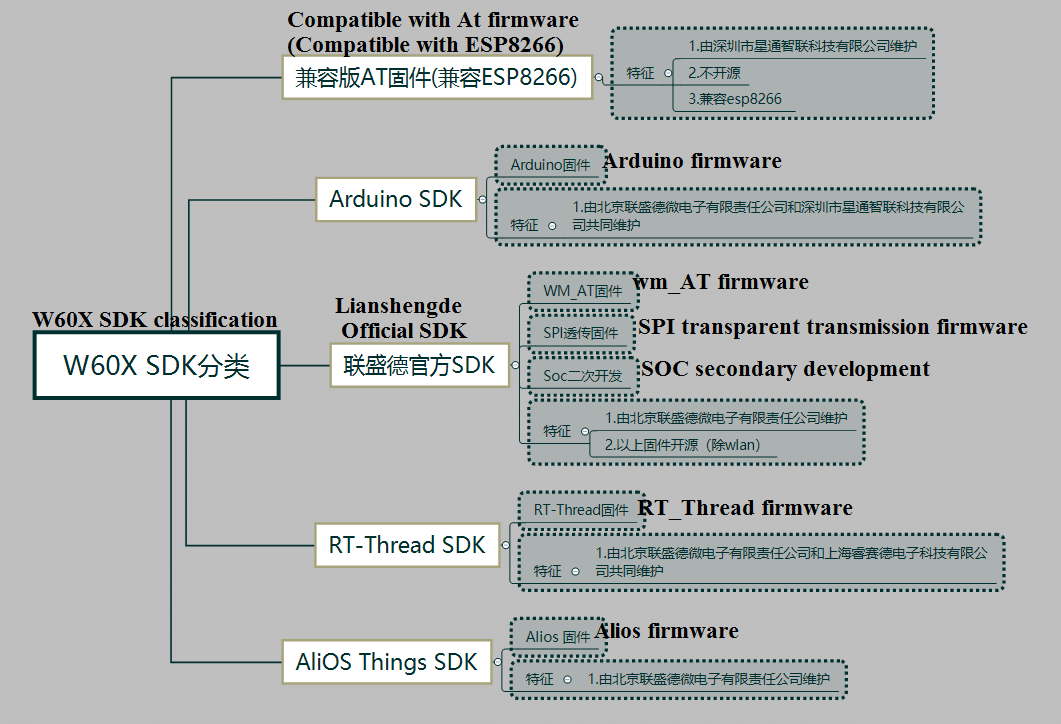 Compatible with At firmware
(Compatible with ESP8266)
兼容版AT固件(兼容ESP8266)
特征
1.由深圳市星通智联科技有限公司维护
2.不开源
3.兼容esp8266
Arduino SDK
Arduino固件
Arduino firmware
特征
1.由北京联盛德微电子有限责任公司和深圳市星通智联科技有限公
司共同维护
W60X SDK classification
W60X SDK分类
Lianshengde
Official SDK
联盛德官方SDK
WM_AT固件
wm_AT firmware
SPI透传固件
SPI transparent transmission firmware
Soc二次开发
SOC secondary development
特征
1.由北京联盛德微电子有限责任公司维护
2.以上固件开源（除wlan）
RT-Thread SDK
RT-Thread固件
RT_Thread firmware
特征
1.由北京联盛德微电子有限责任公司和上海睿赛德电子科技有限公
司共同维护
AliOS Things SDK
Alios 固件
Alios firmware
特征
1.由北京联盛德微电子有限责任公司维护